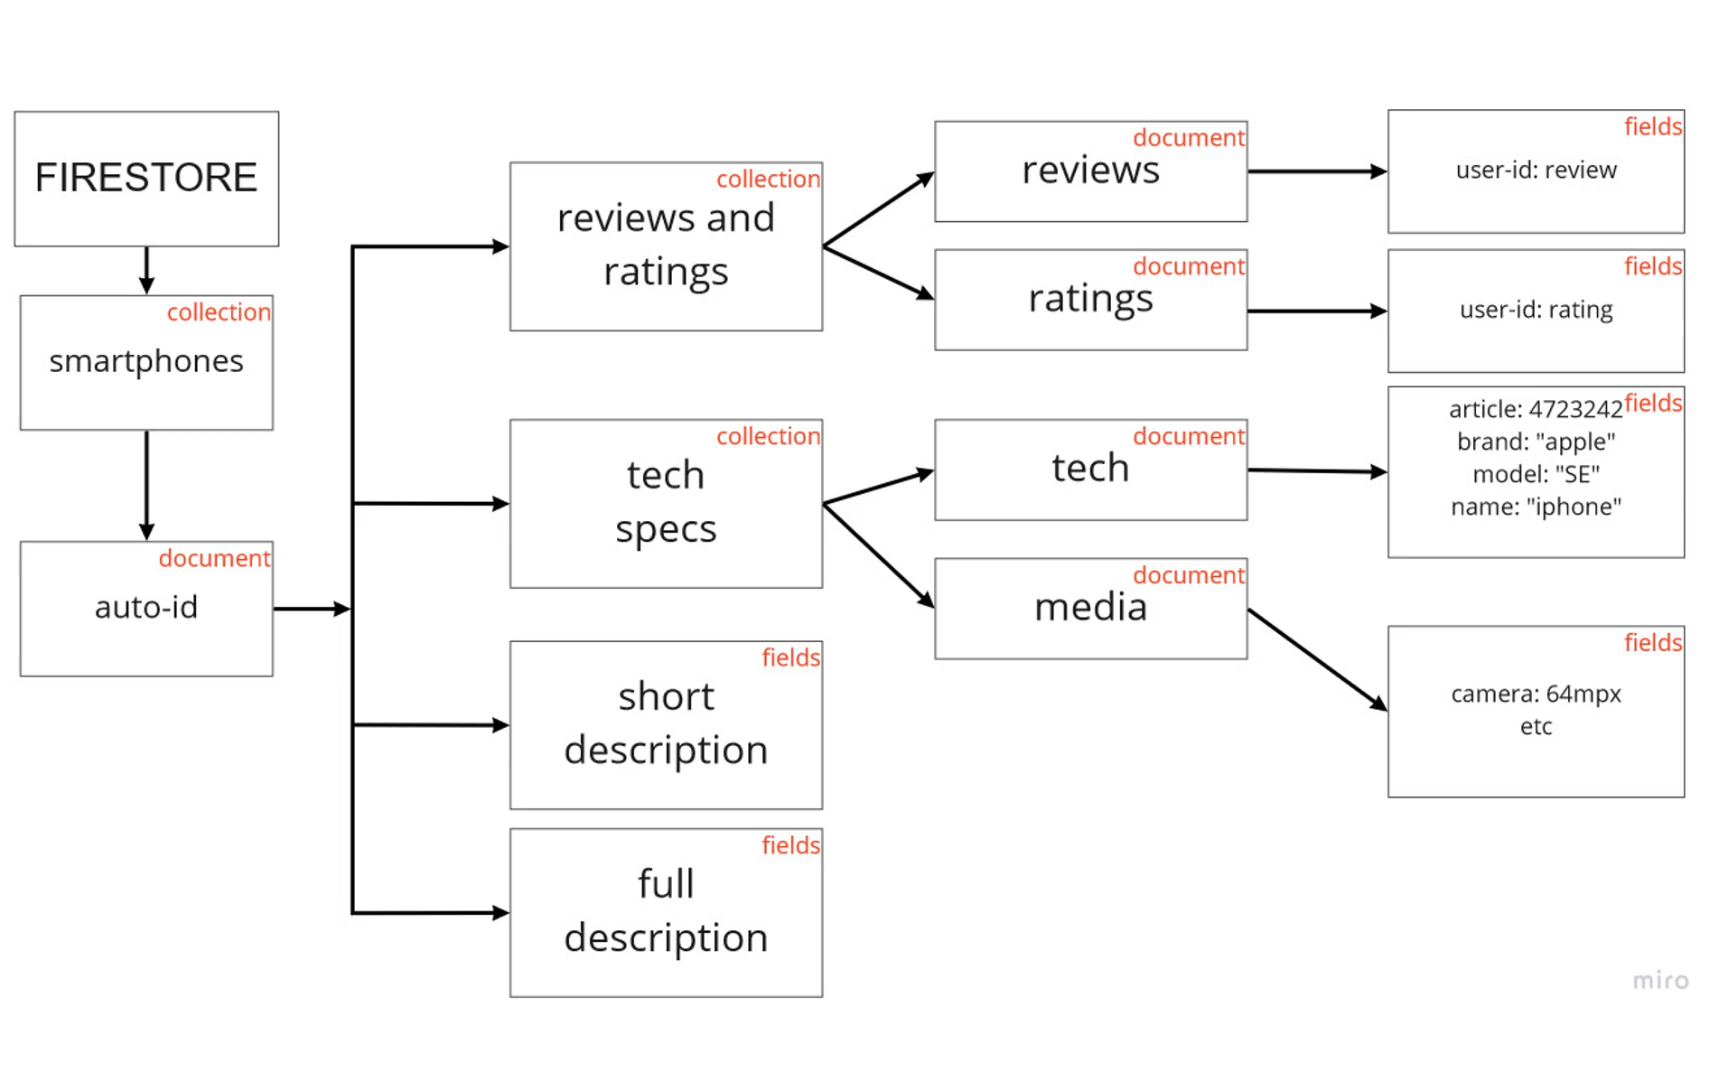 FIRESTORE
collection
smartphones
document
auto-id
collection
reviews and
ratings
collection
tech
specs
fields
short
description
fields
full
description
document
reviews
document
ratings
document
tech
document
media
fields
user-id: review
fields
user-id: rating
fields
article: 4723242
brand: "apple"
model: "SE"
name: "iphone"
fields
camera: 64mpx
etc
miro